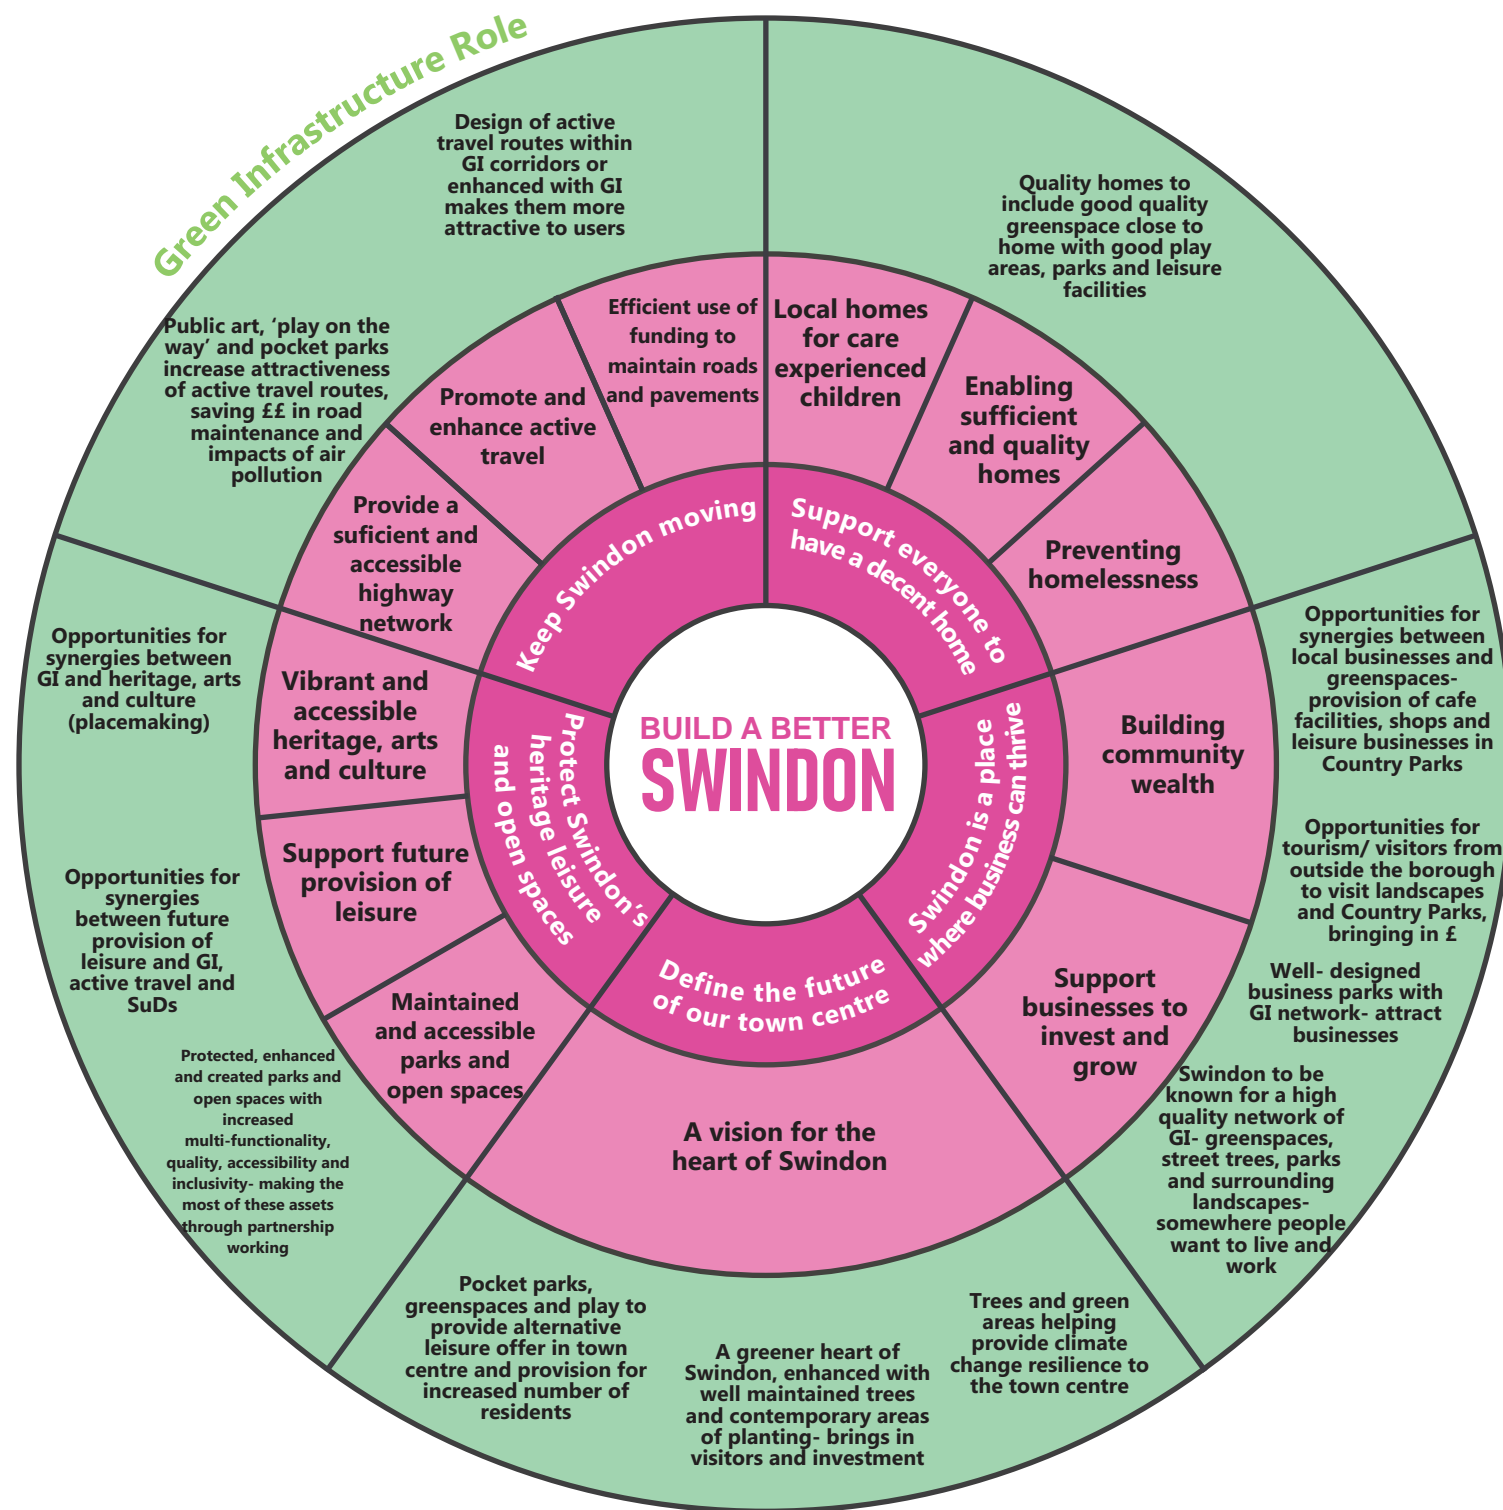 Green Infrastructure Role
Design of active
travel routes within
GI corridors or
enhanced with GI
makes them more
attractive to users
Quality homes to
include good quality
greenspace close to
home with good play
areas, parks and leisure
facilities
Public art, ‘play on the
way’ and pocket parks
increase attractiveness
of active travel routes,
saving ££ in road
maintenance and
impacts of air
pollution
Efficient use of
funding to
maintain roads
and pavements
Local homes
for care
experienced
children
Promote and
enhance active
travel
Enabling
sufficient
and quality
homes
Provide a
suficient and
accessible
highway
network
Preventing
homelessness
Keep Swindon moving
Support everyone to
have a decent home
Opportunities for
synergies between
GI and heritage, arts
and culture
(placemaking)
Vibrant and
accessible
heritage, arts
and culture
Protect Swindon’s
heritage leisure
and open spaces
BUILD A BETTER
SWINDON
Swindon is a place
where business can thrive
Building
community
wealth
Opportunities for
synergies between
local businesses and
greenspaces-
provision of cafe
facilities, shops and
leisure businesses in
Country Parks
Opportunities for
tourism/ visitors from
outside the borough
to visit landscapes
and Country Parks,
bringing in £
Support future
provision of
leisure
Opportunities for
synergies
between future
provision of
leisure and GI,
active travel and
SuDs
Define the future
of our town centre
Support
businesses to
invest and
grow
Well- designed
business parks with
GI network- attract
businesses
Maintained
and accessible
parks and
open spaces
Protected, enhanced
and created parks and
open spaces with
increased
multi-functionality,
quality, accessibility and
inclusivity- making the
most of these assets
through partnership
working
A vision for the
heart of Swindon
Swindon to be
known for a high
quality network of
GI- greenspaces,
street trees, parks
and surrounding
landscapes-
somewhere people
want to live and
work
Pocket parks,
greenspaces and play to
provide alternative
leisure offer in town
centre and provision for
increased number of
residents
A greener heart of
Swindon, enhanced with
well maintained trees
and contemporary areas
of planting- brings in
visitors and investment
Trees and green
areas helping
provide climate
change resilience to
the town centre